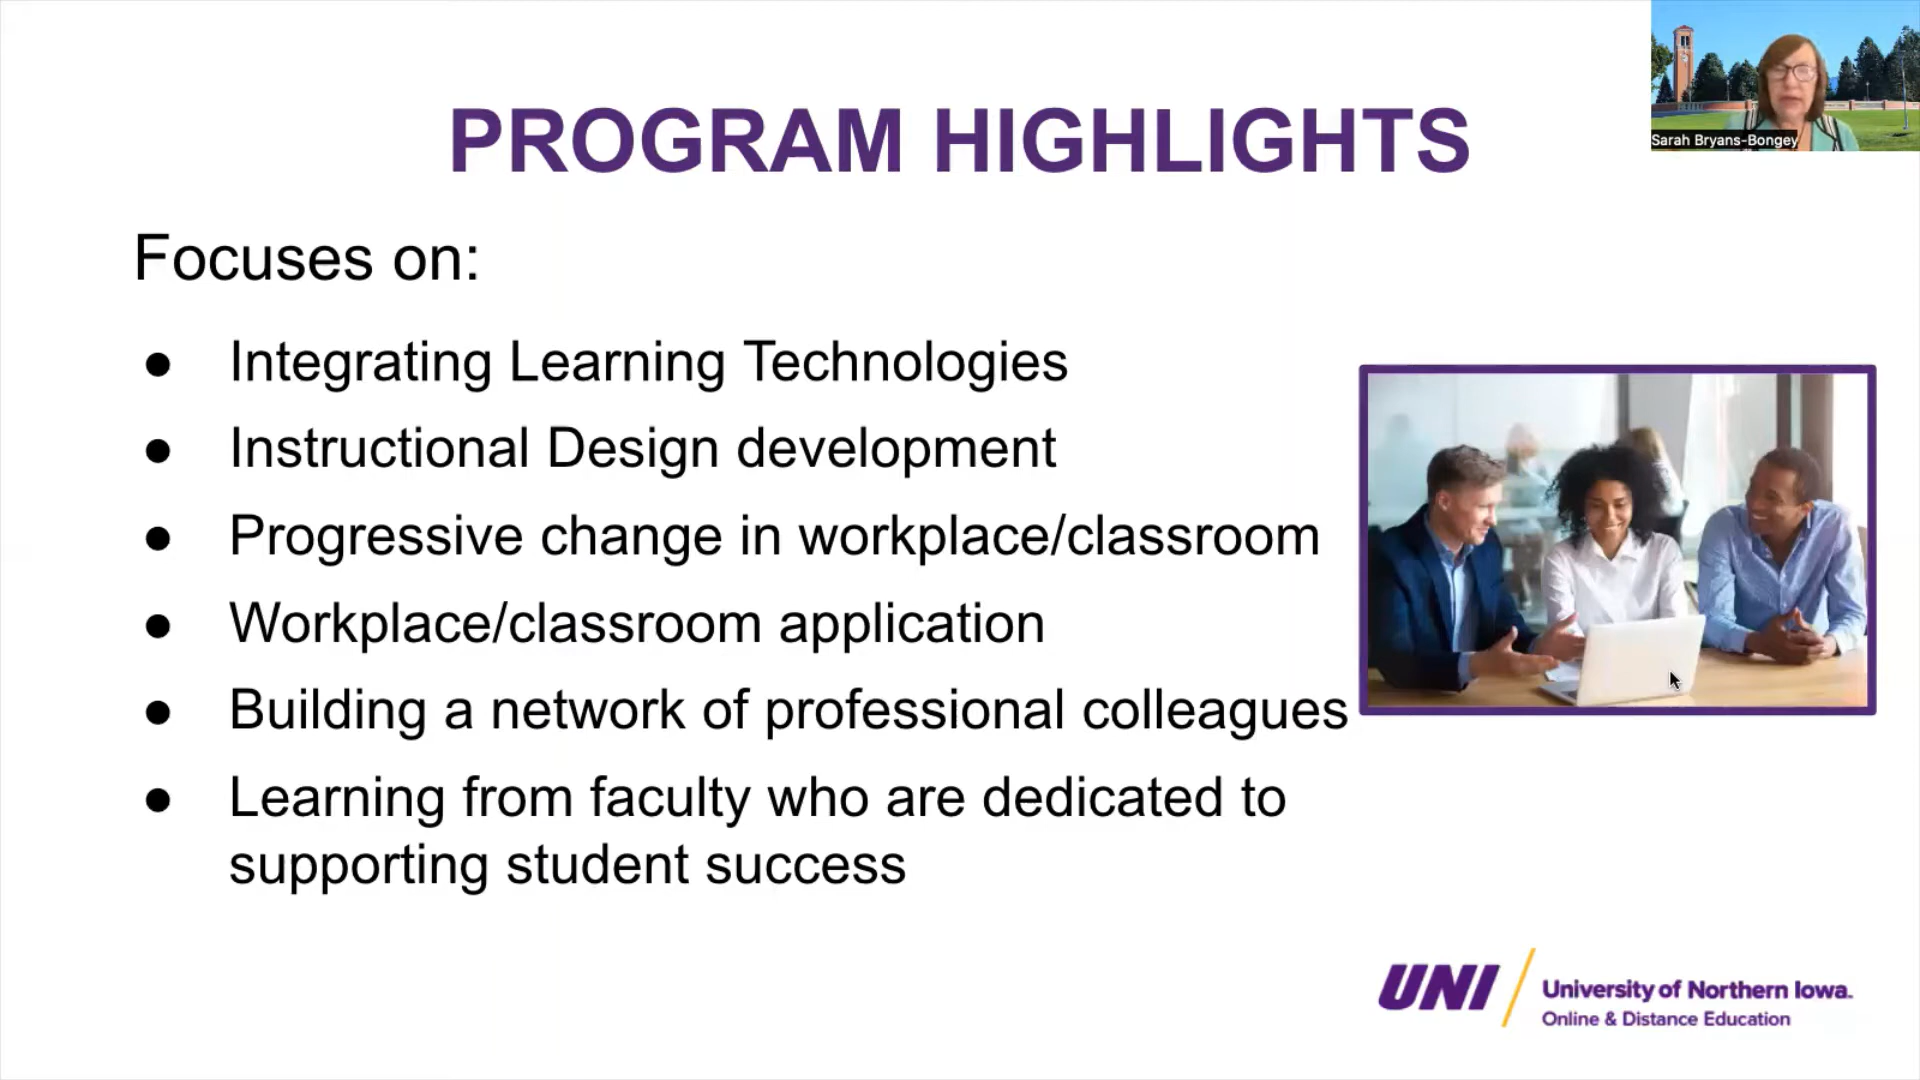 PROGRAM HIGHLIGHTS
Sarah Bryans-Bongey
Focuses on:
● Integrating Learning Technologies
● Instructional Design development
● Progressive change in workplace/classroom
● Workplace/classroom application
● Building a network of professional colleagues
● Learning from faculty who are dedicated to
supporting student success
UNI
University of Northern Iowa.
Online & Distance Education